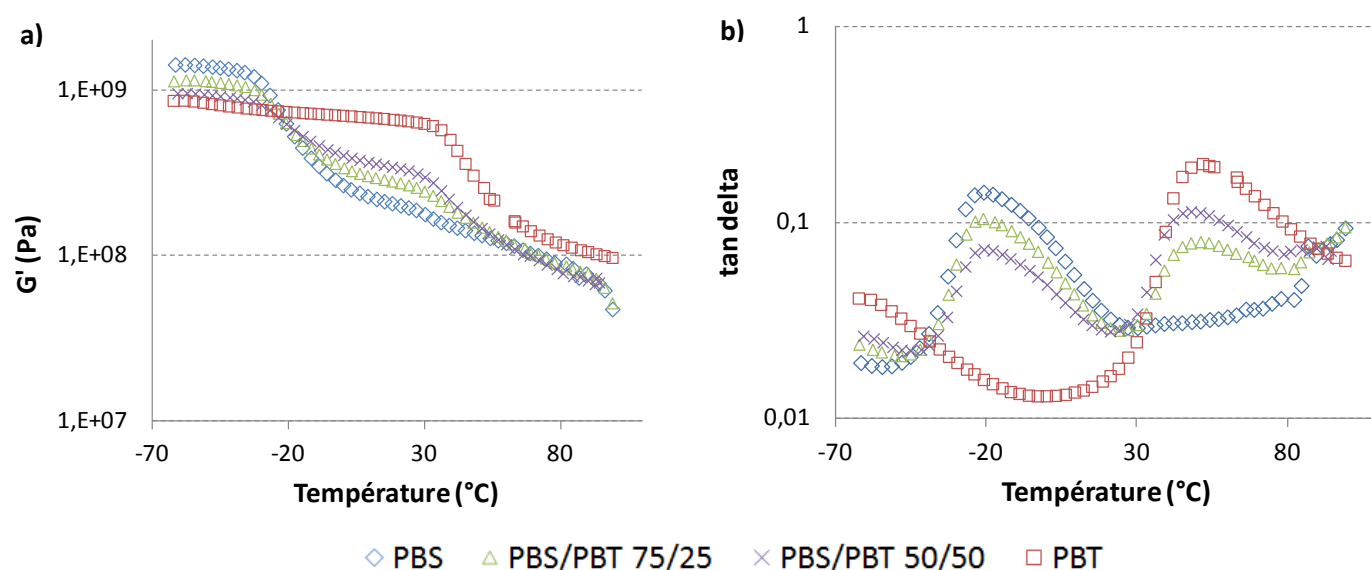 a)
G' (Pa)
1,E+09
1,E+08
1,E+07
-70
-20
30
80
Température (°C)
b)
tan delta
1
0,1
0,01
-70
-20
30
80
Température (°C)
PBS
PBS/PBT 75/25
PBS/PBT 50/50
PBT